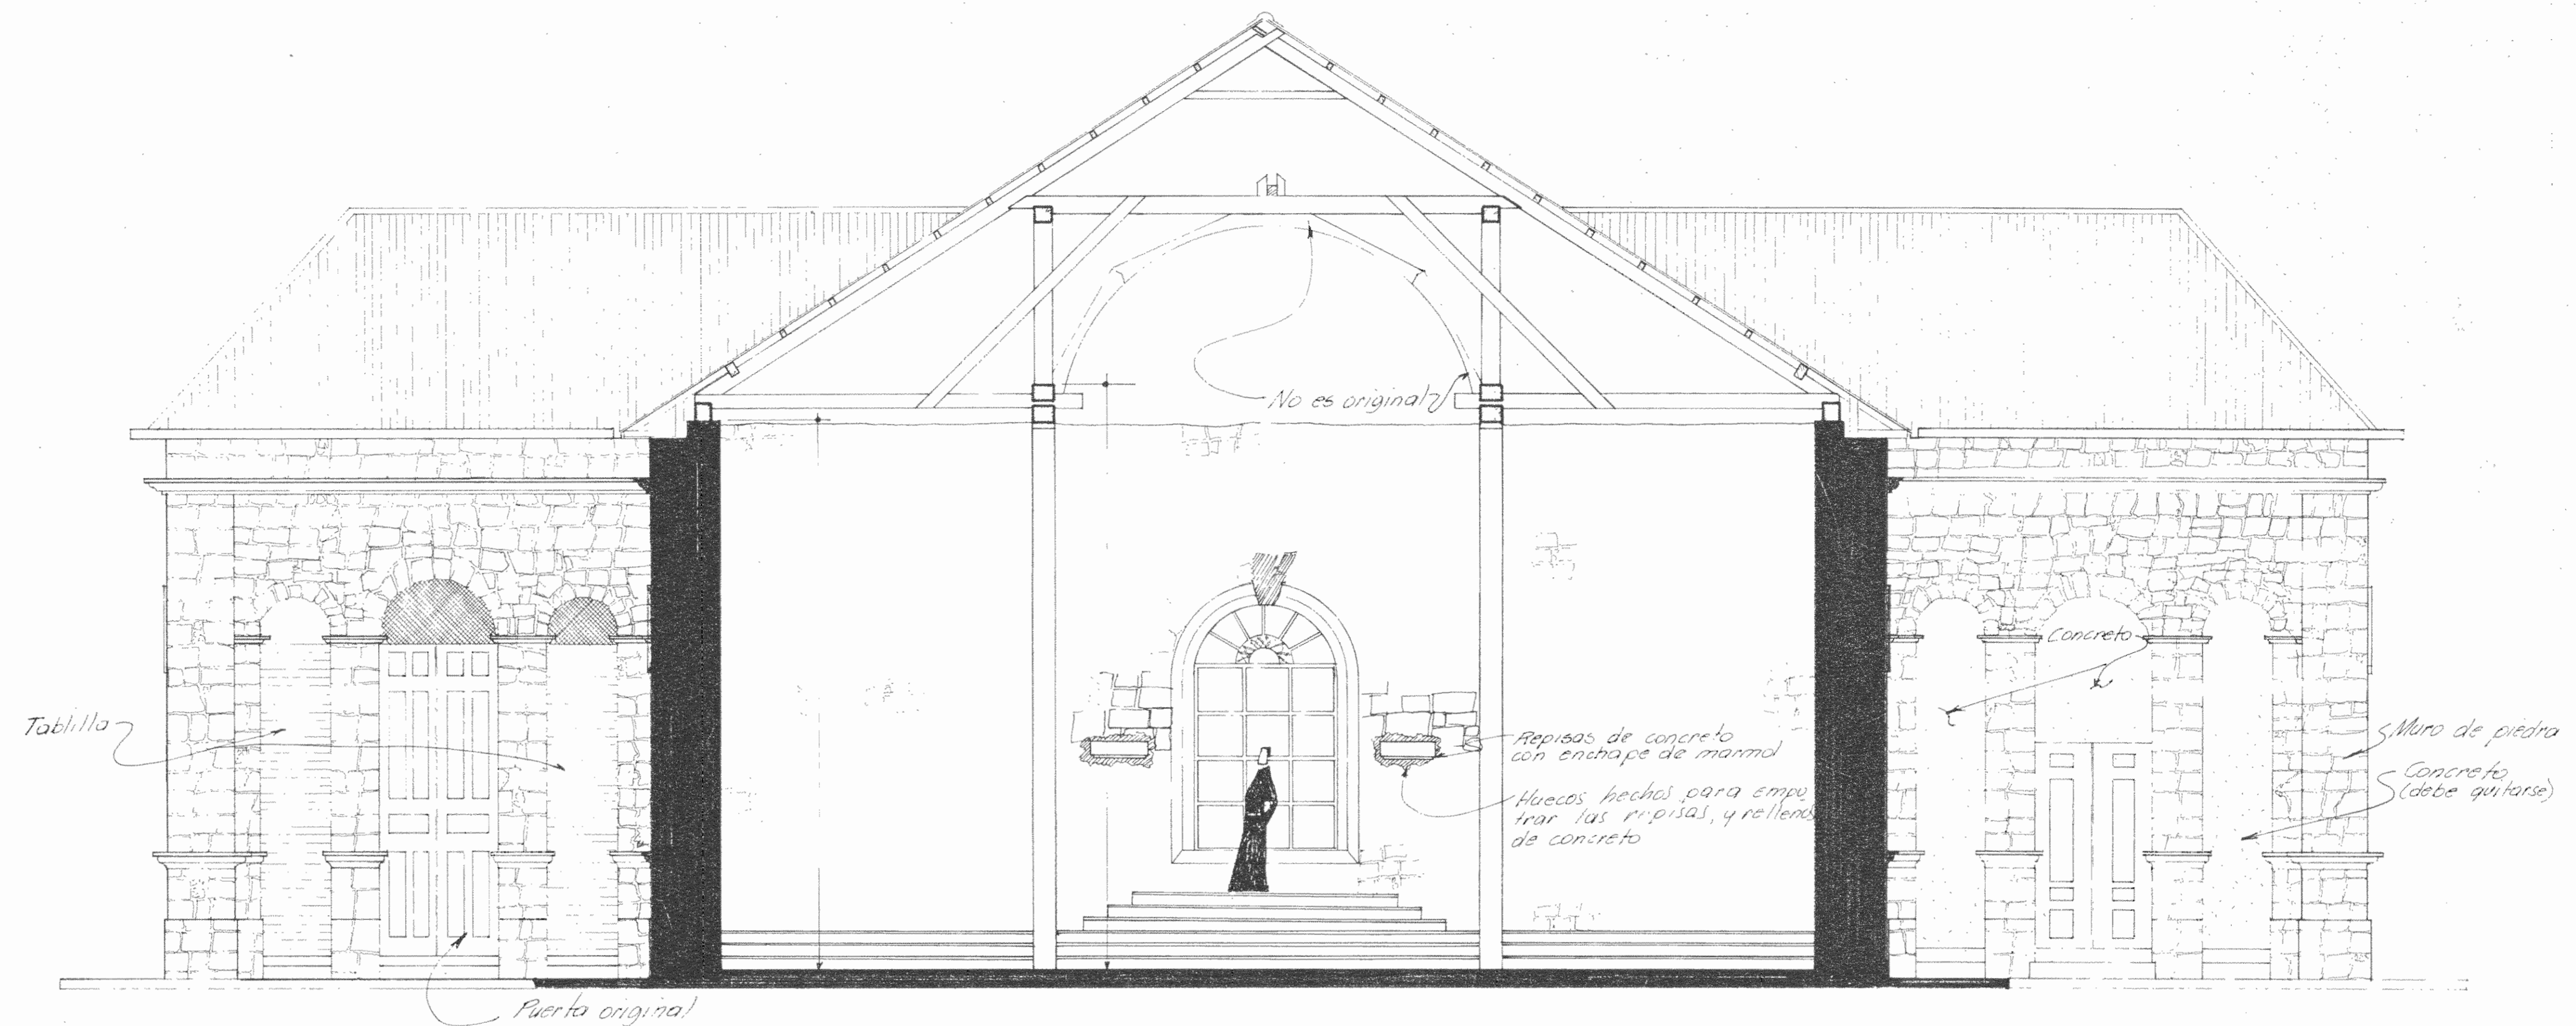 No es original
Concreto
Tablilla
Muro de piedra
Repisas de concreto
con enchape de marmol
Concreto
(debe quitarse)
Huecos hechos para empo
trar las repisas, y rellenos
de concreto
Puerta original